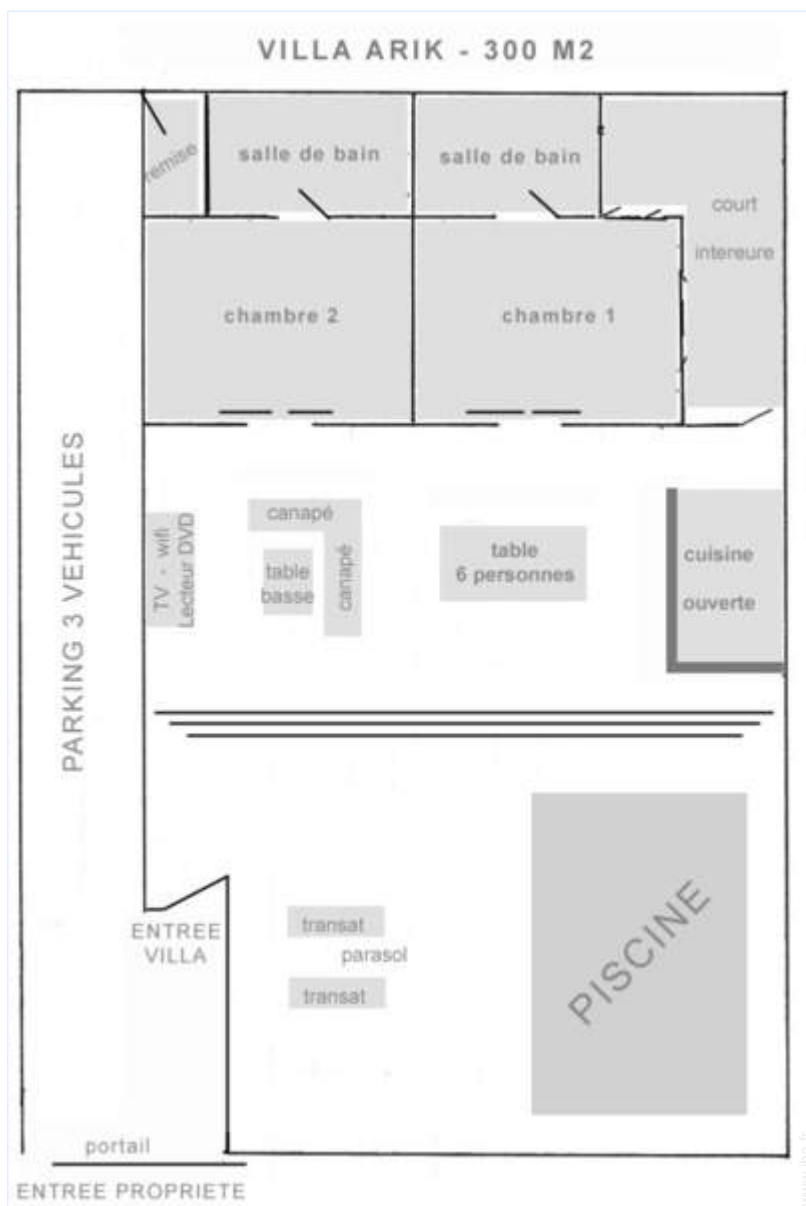 VILLA ARIK - 300 M2
remise
salle de bain
salle de bain
court
intereure
chambre 2
chambre 1
PARKING 3 VEHICULES
TV - wifi
Lecteur DVD
canapé
canapé
table
basse
table
6 personnes
cuisine
ouverte
ENTREE
VILLA
transat
parasol
transat
PISCINE
portail
ENTREE PROPRIETE